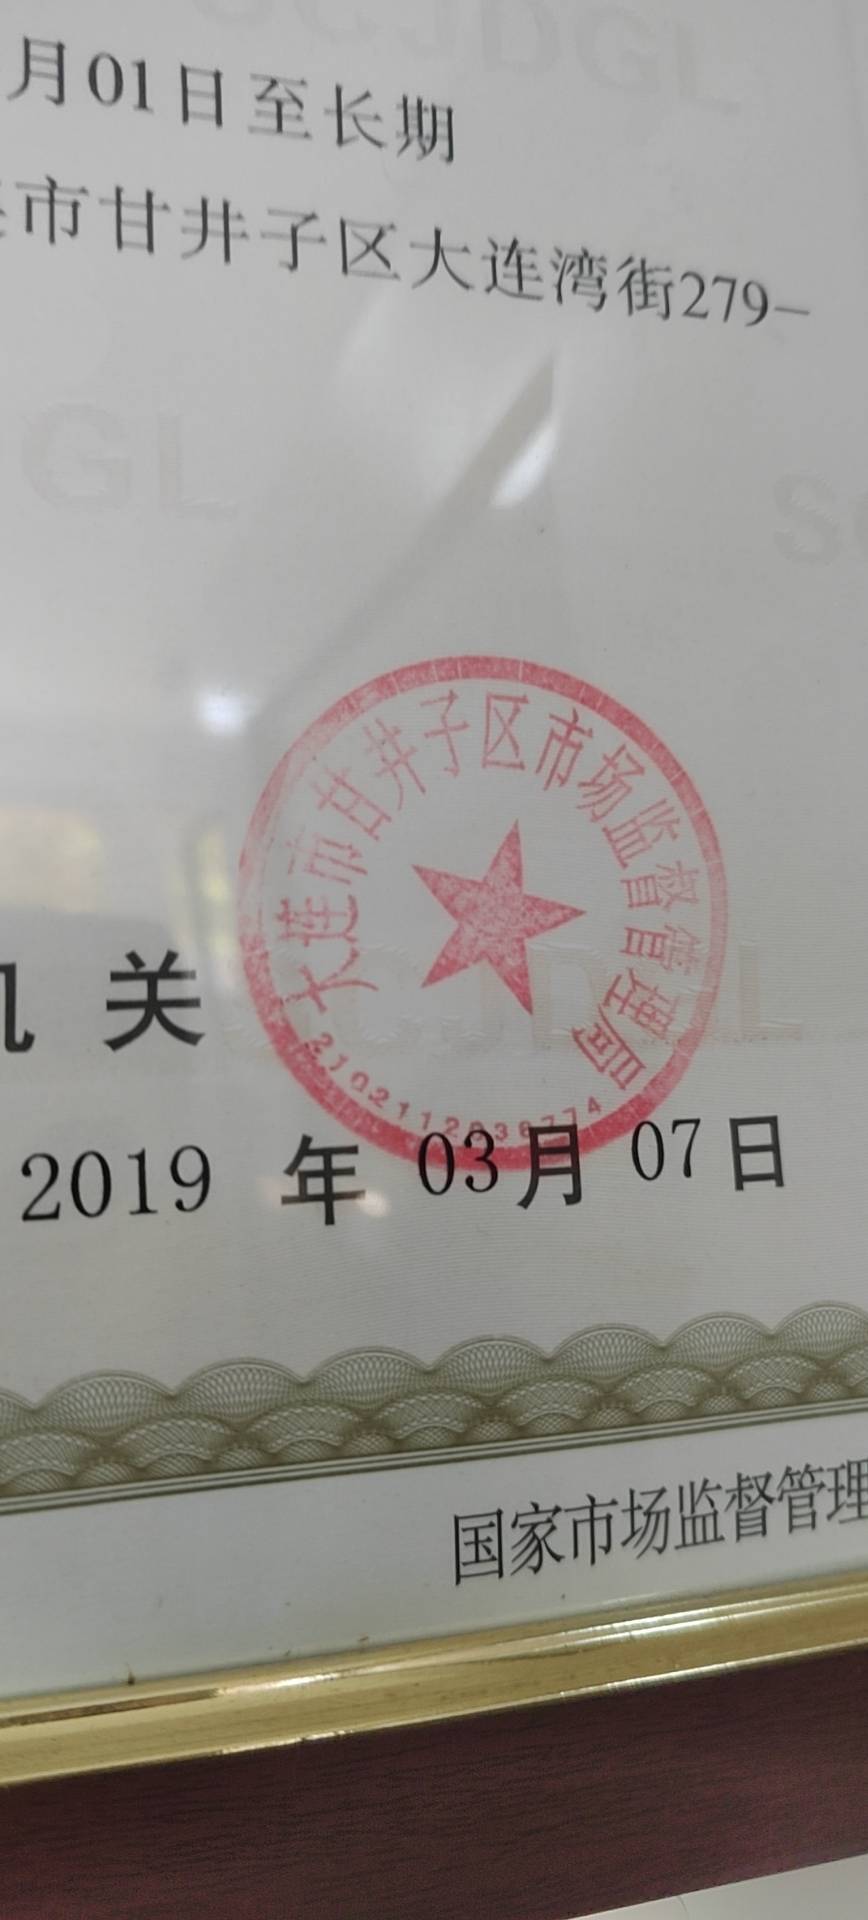 月01日至长期
市甘井子区大连湾街279-
大连市甘井子区市场监督管理局
机 关
2019 年 03月 07日
国家市场监督管理
SCJDGL